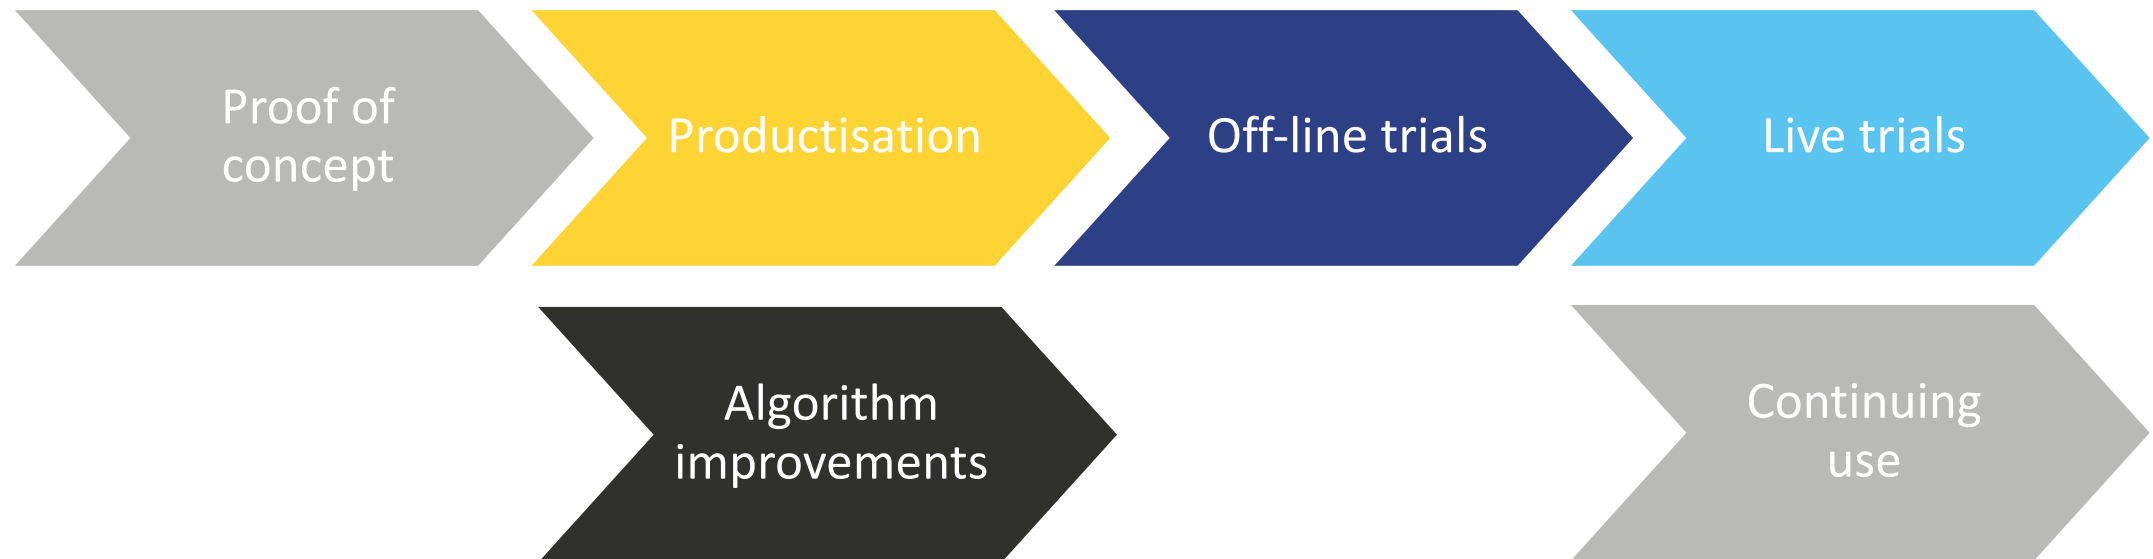 Proof of
concept
Productisation
Off-line trials
Live trials
Algorithm
improvements
Continuing
use